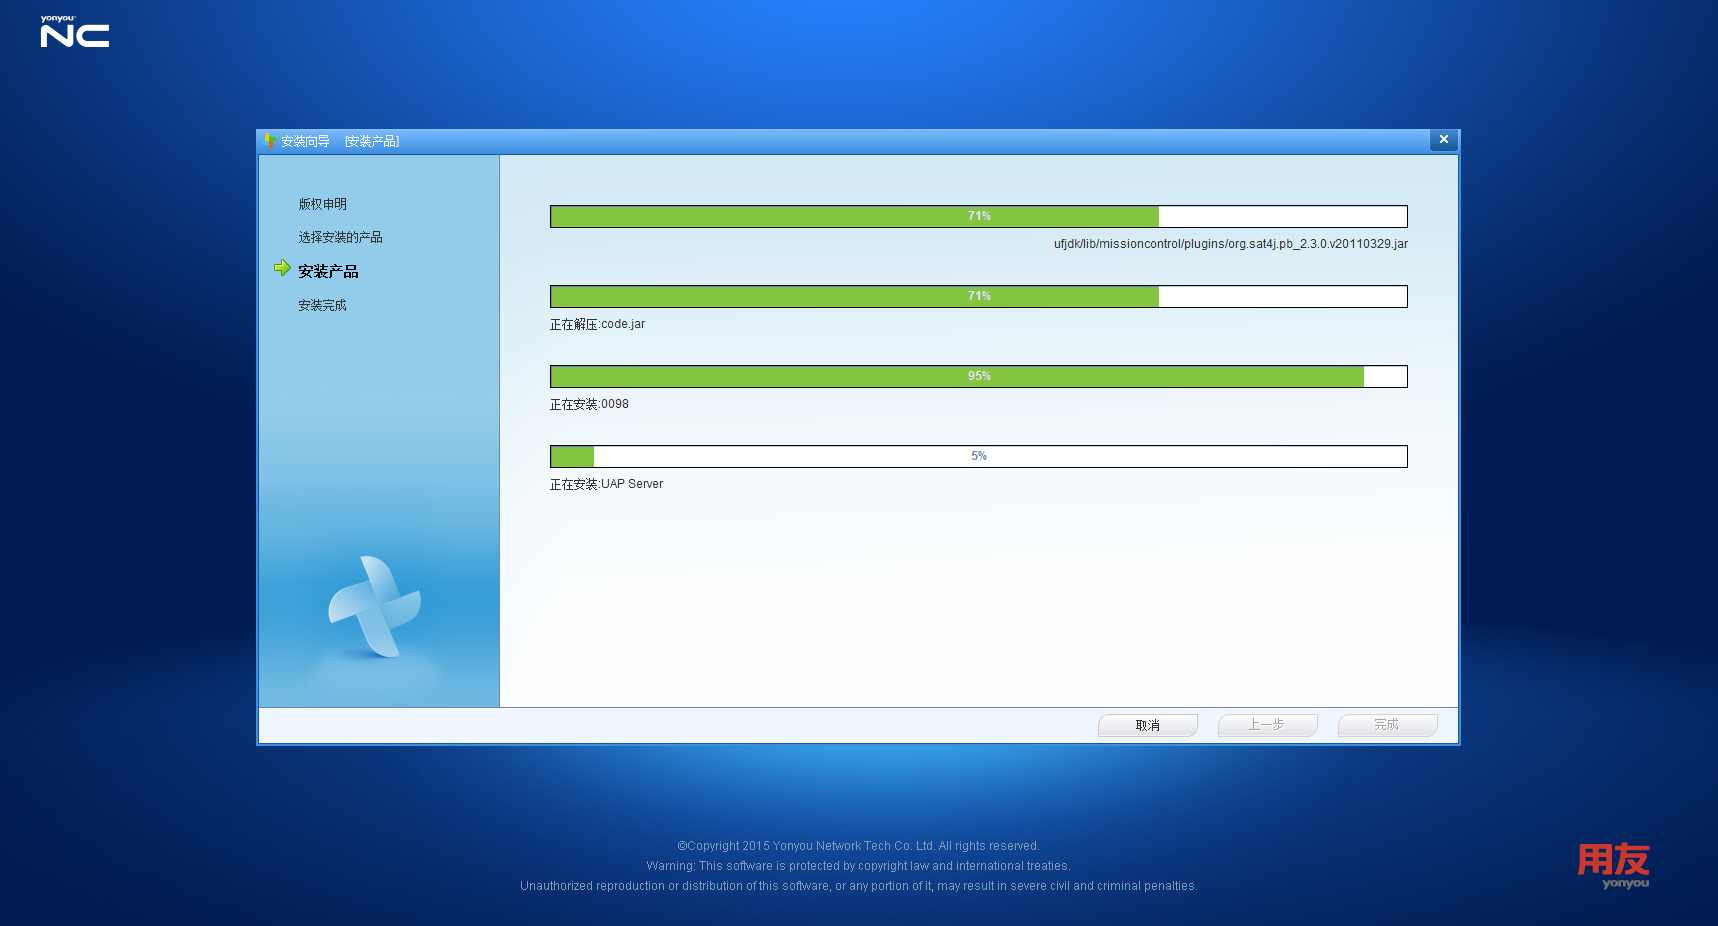 yonyou
NC
安装向导 [安装产品]
版权申明
选择安装的产品
安装产品
安装完成
71%
ufjdk/lib/missioncontrol/plugins/org.sat4j.pb_2.3.0.v20110329.jar
71%
正在解压:code.jar
95%
正在安装:0098
5%
正在安装:UAP Server
取消 上一步 完成
©Copyright 2015 Yonyou Network Tech Co. Ltd. All rights reserved.
Warning: This software is protected by copyright law and international treaties.
Unauthorized reproduction or distribution of this software, or any portion of it, may result in severe civil and criminal penalties.
用友
yonyou